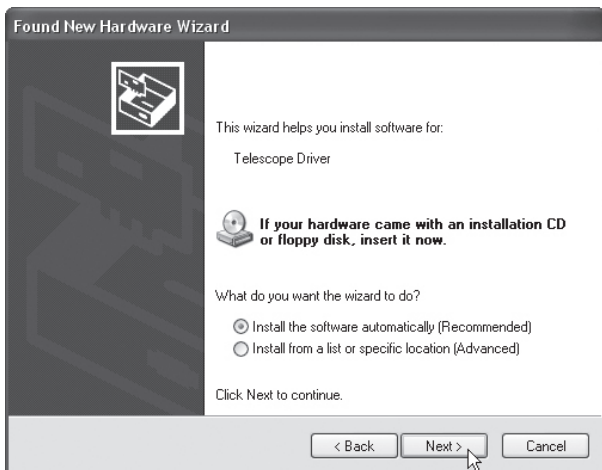 Found New Hardware Wizard
This wizard helps you install software for:
Telescope Driver
If your hardware came with an installation CD
or floppy disk, insert it now.
What do you want the wizard to do?
Install the software automatically (Recommended)
Install from a list or specific location (Advanced)
Click Next to continue.
< Back Next > Cancel